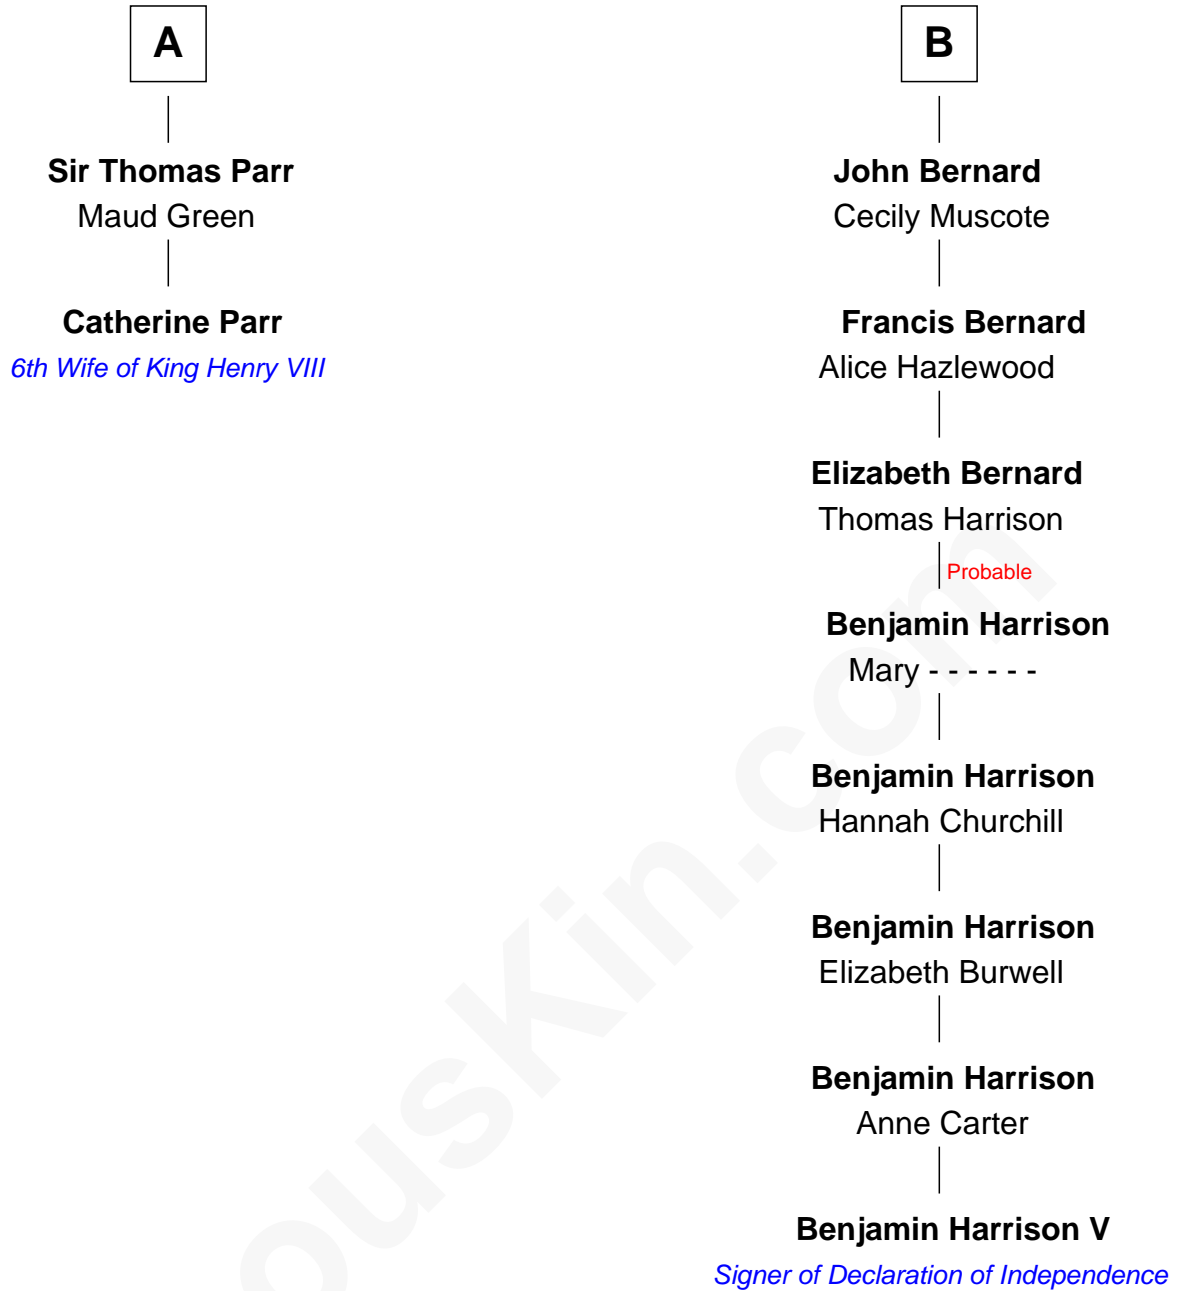 A
Sir Thomas Parr
Maud Green
Catherine Parr
6th Wife of King Henry VIII
B
John Bernard
Cecily Muscote
Francis Bernard
Alice Hazlewood
Elizabeth Bernard
Thomas Harrison
Probable
Benjamin Harrison
Mary - - - - - -
Benjamin Harrison
Hannah Churchill
Benjamin Harrison
Elizabeth Burwell
Benjamin Harrison
Anne Carter
Benjamin Harrison V
Signer of Declaration of Independence
ousKin.com